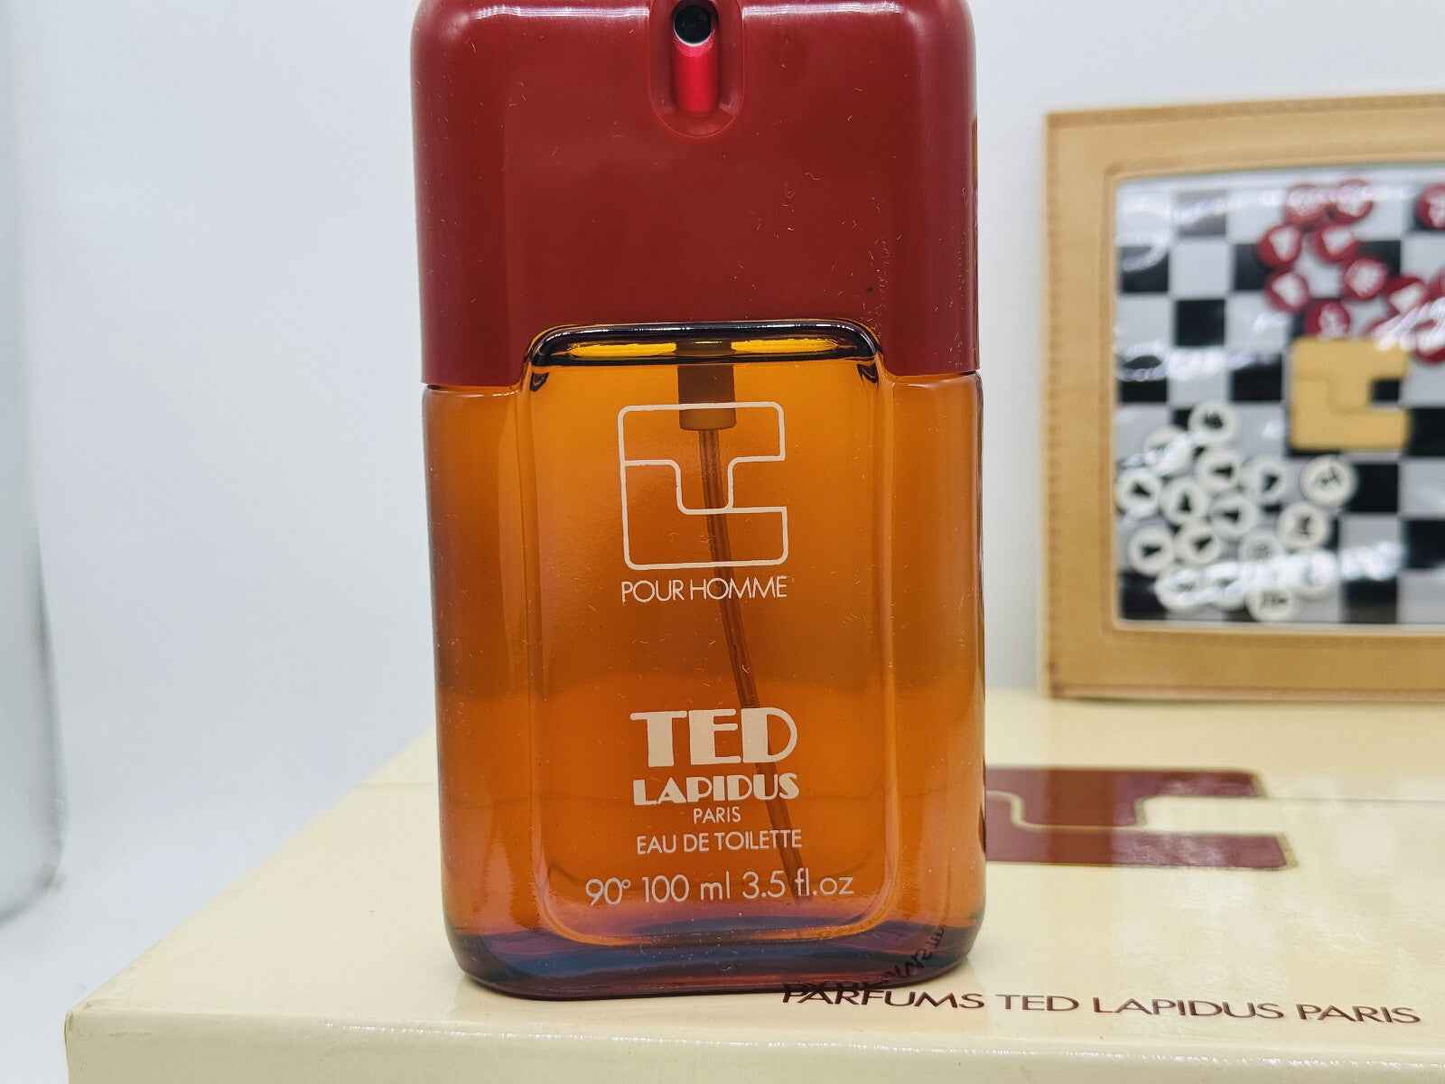 POUR HOMME
TED
LAPIDUS
PARIS
EAU DE TOILETTE
90° 100 ml 3.5 fl.oz
PARFUMS TED LAPIDUS PARIS